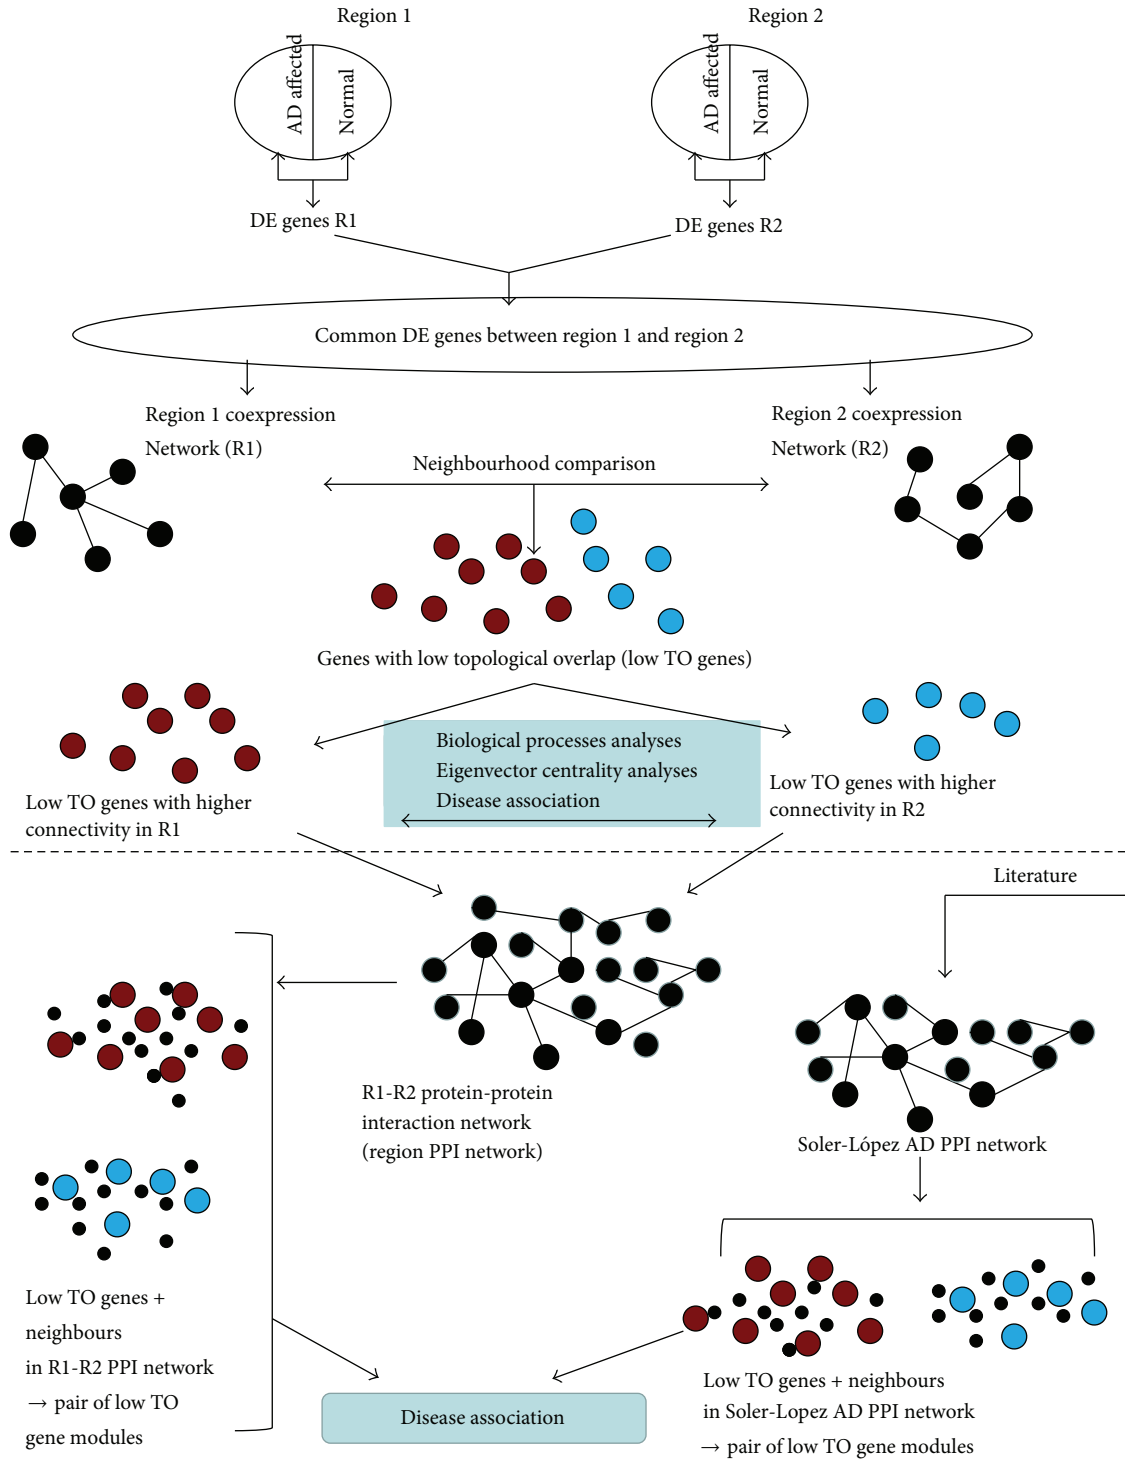 Region 1
Region 2
AD affected
Normal
AD affected
Normal
DE genes R1
DE genes R2
Common DE genes between region 1 and region 2
Region 1 coexpression
Network (R1)
Region 2 coexpression
Network (R2)
Neighbourhood comparison
Genes with low topological overlap (low TO genes)
Biological processes analyses
Eigenvector centrality analyses
Disease association
Low TO genes with higher
connectivity in R1
Low TO genes with higher
connectivity in R2
Literature
R1-R2 protein-protein
interaction network
(region PPI network)
Soler-López AD PPI network
Low TO genes +
neighbours
in R1-R2 PPI network
→ pair of low TO
gene modules
Low TO genes + neighbours
in Soler-Lopez AD PPI network
→ pair of low TO gene modules
Disease association